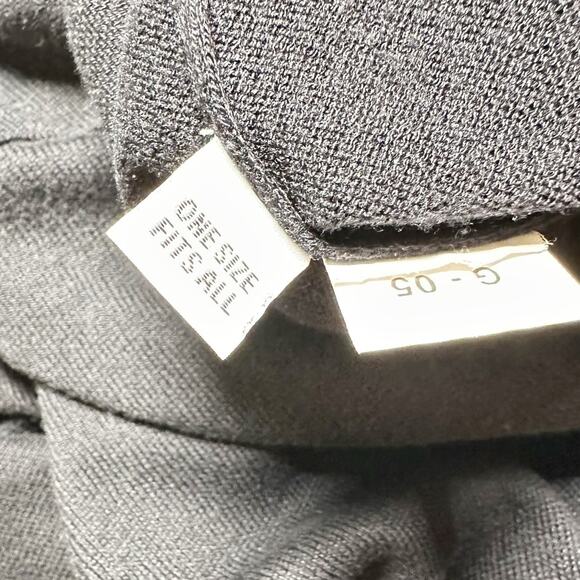 ONE SIZE
FITS ALL
G - 05